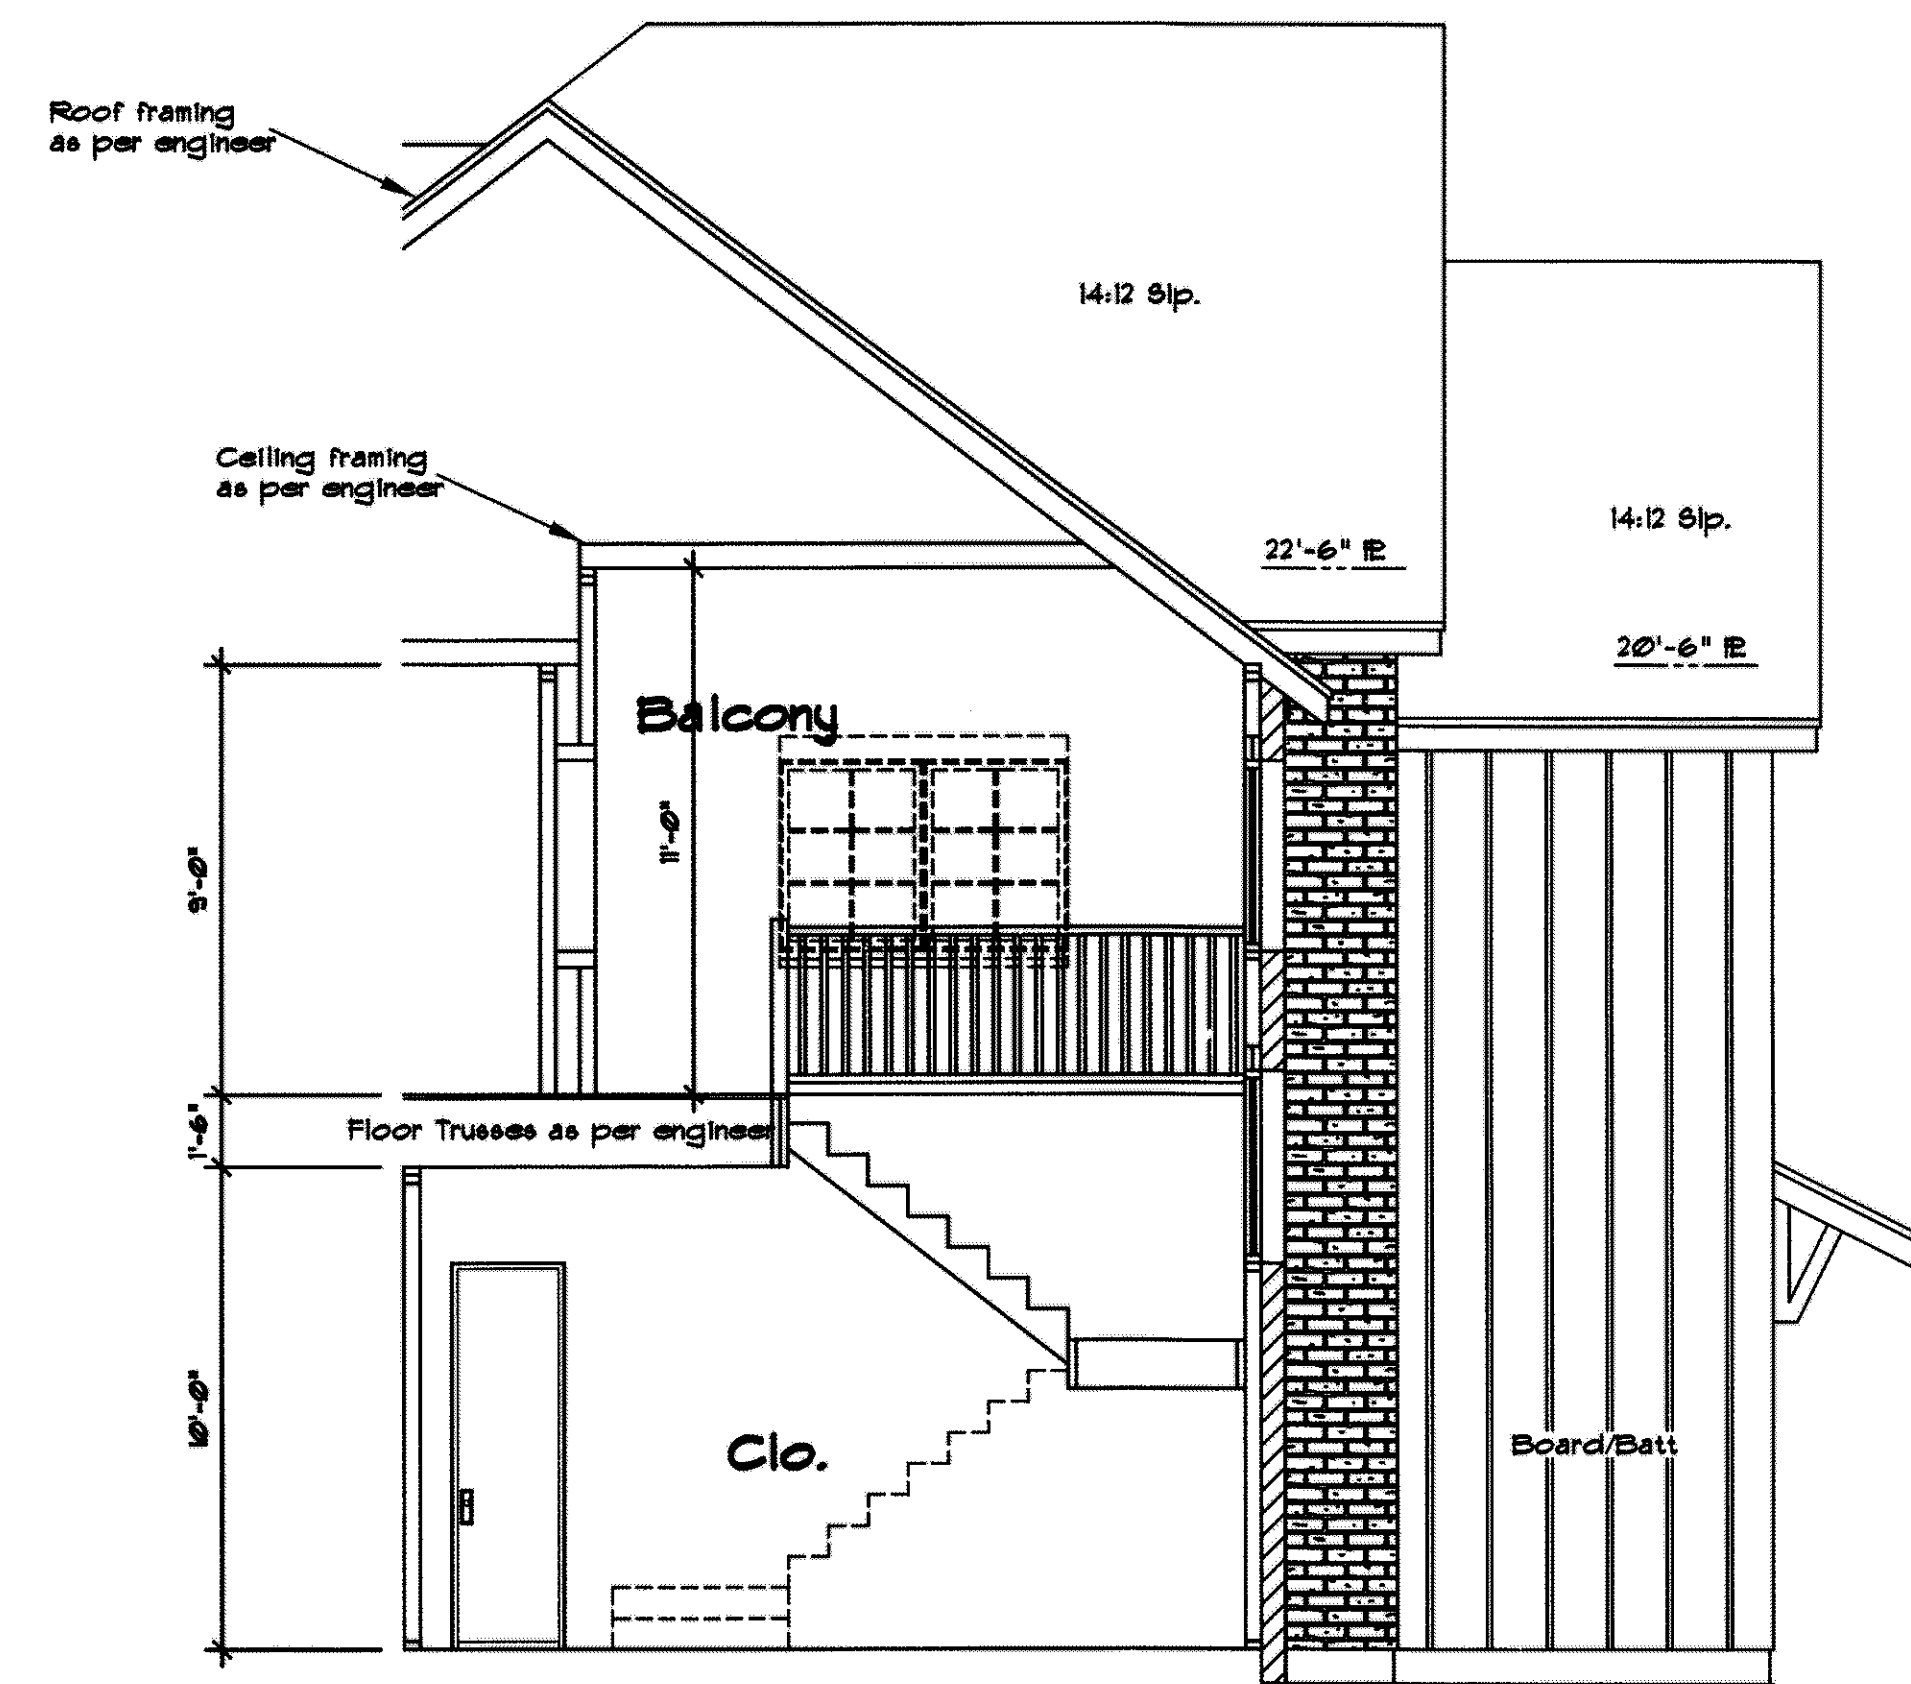 Roof framing
as per engineer
14:12 Slp.
Ceiling framing
as per engineer
14:12 Slp.
22'-6" PL
20'-6" PL
Balcony
11'-0"
9'-0"
1'-6"
Floor Trusses as per engineer
10'-0"
Clo.
Board/Batt